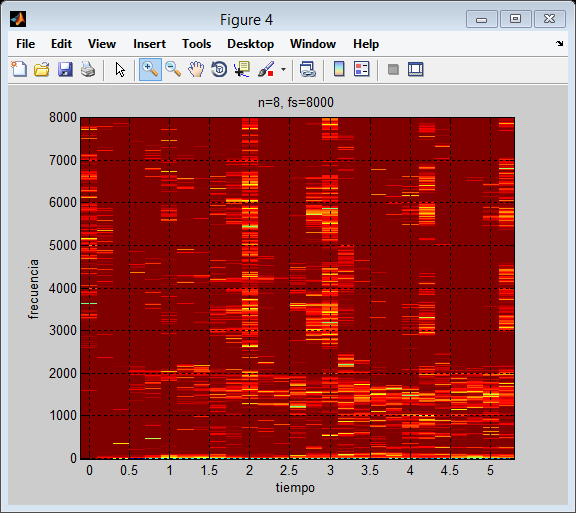 Figure 4
File Edit View Insert Tools Desktop Window Help
n=8, fs=8000
8000
7000
6000
5000
4000
3000
2000
1000
0
frecuencia
0 0.5 1 1.5 2 2.5 3 3.5 4 4.5 5
tiempo